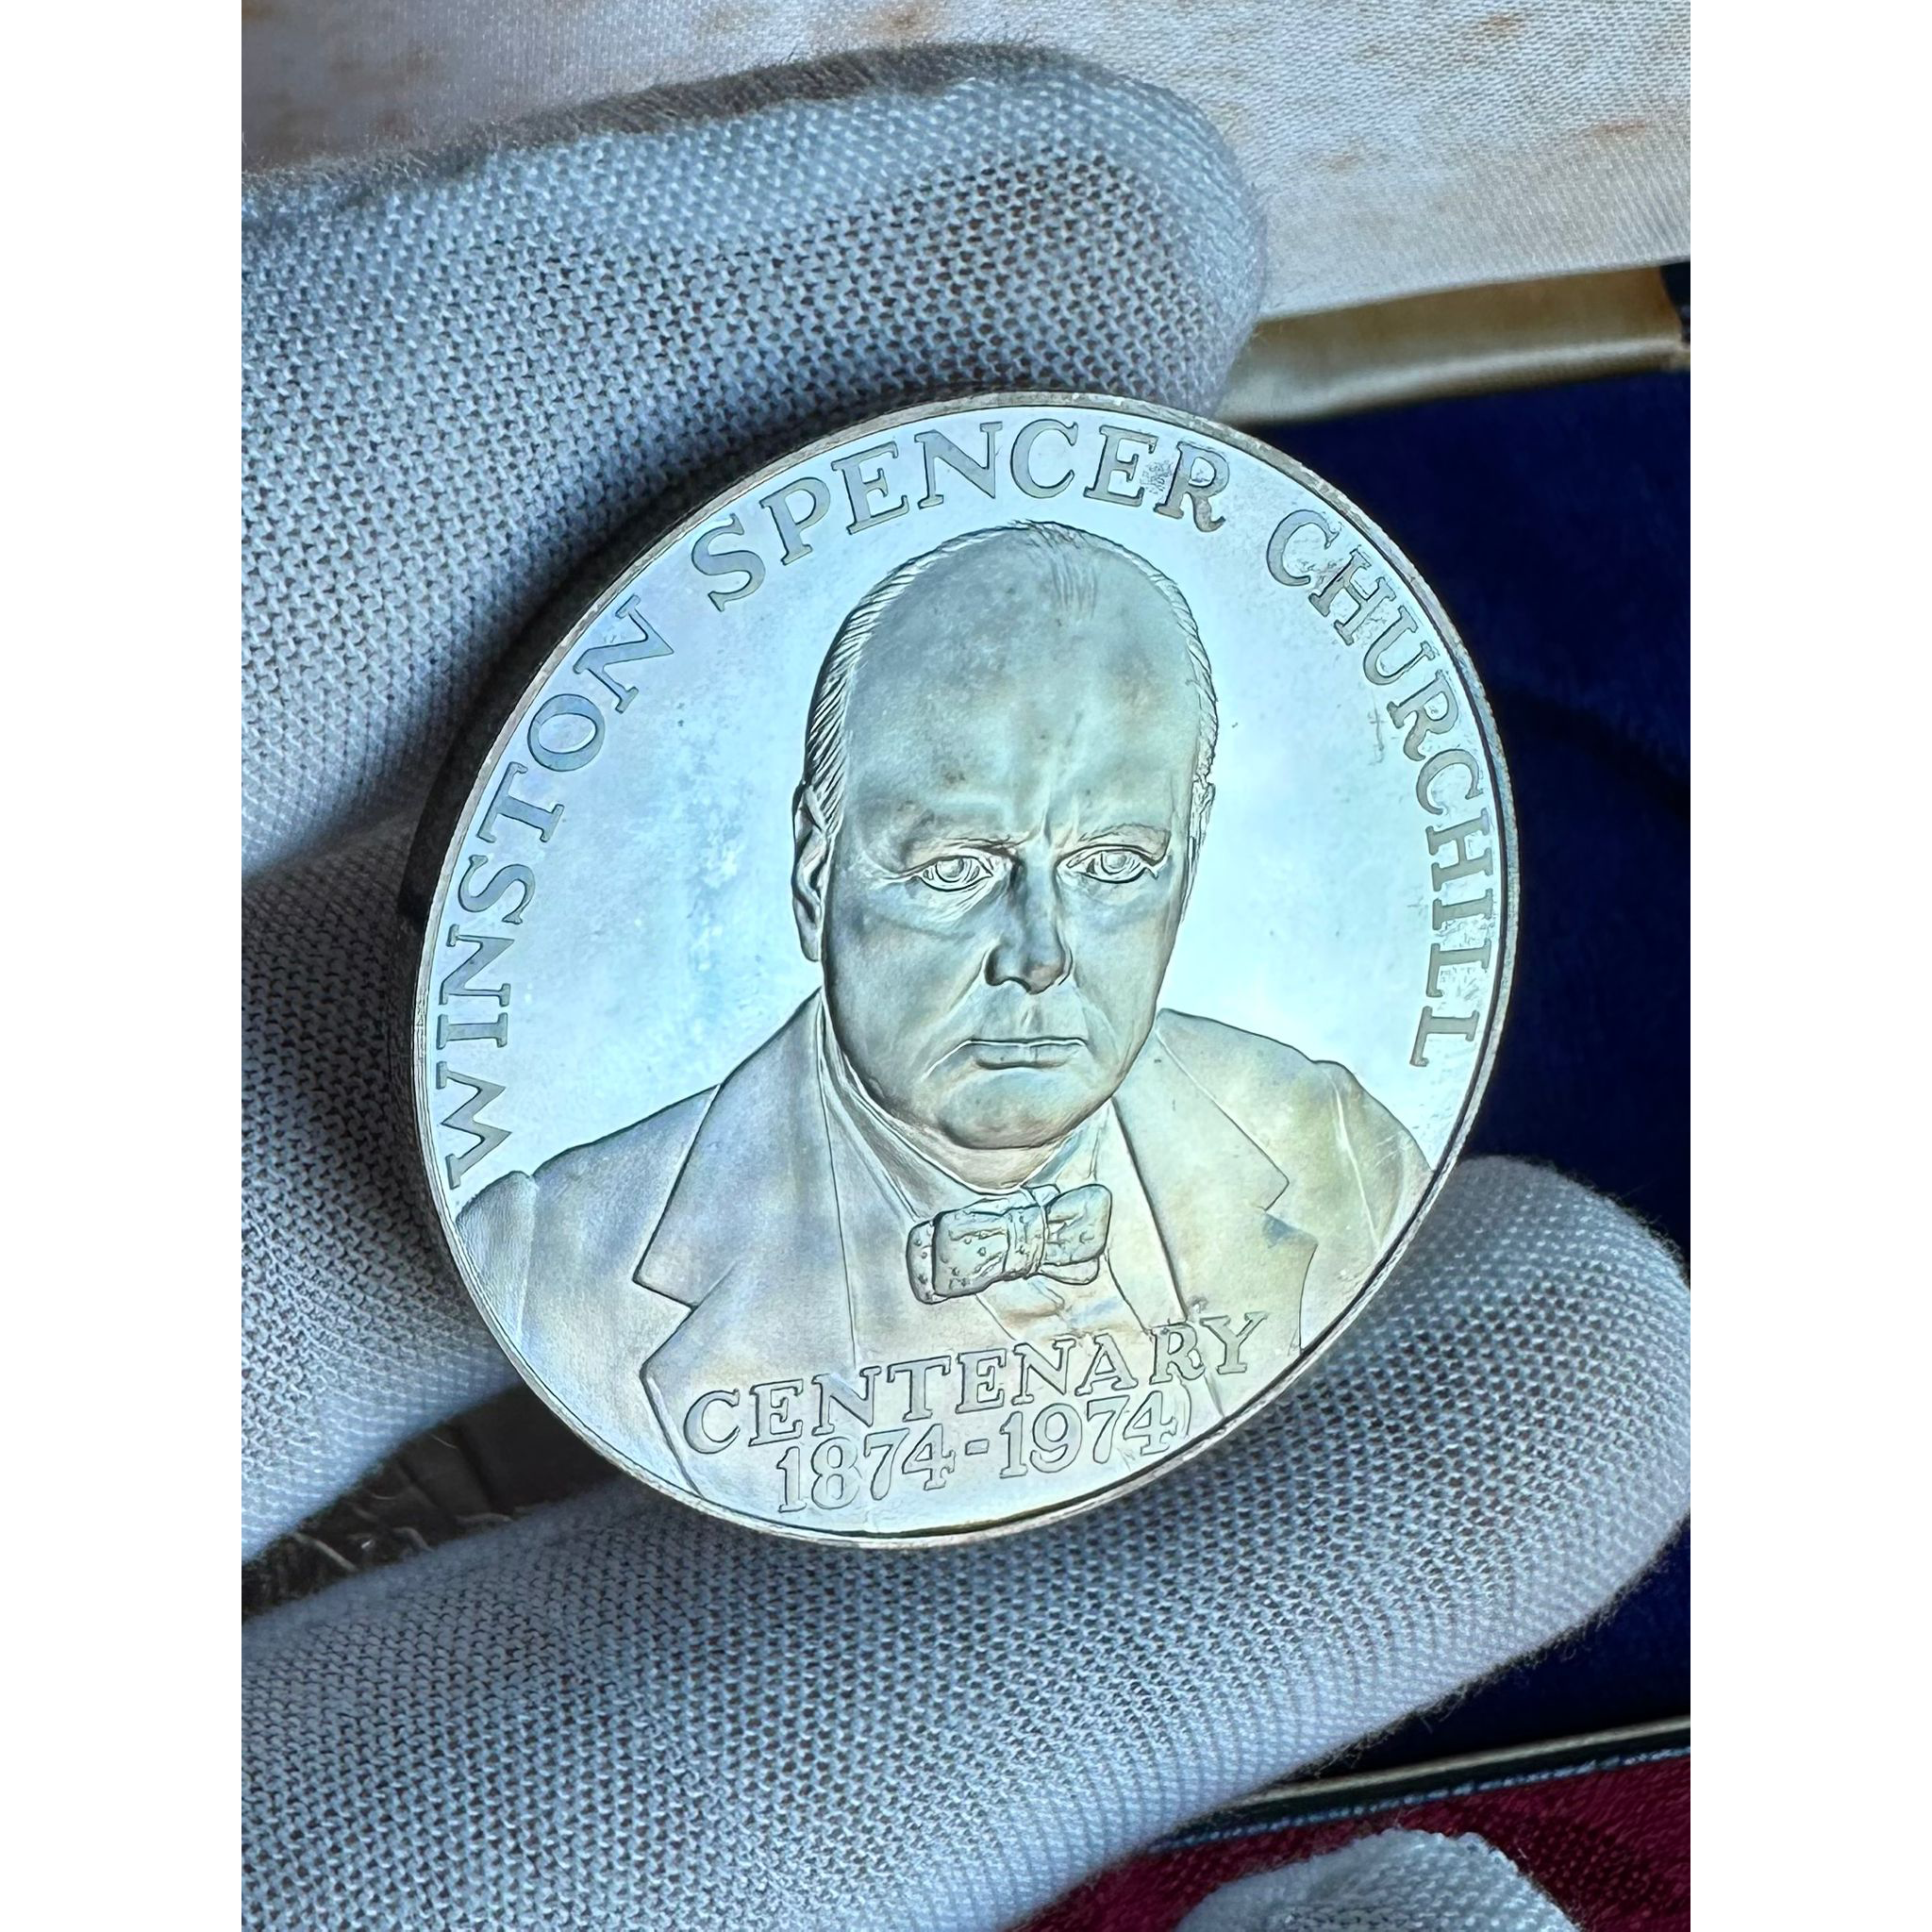 WINSTON SPENCER CHURCHILL
CENTENARY
1874-1974